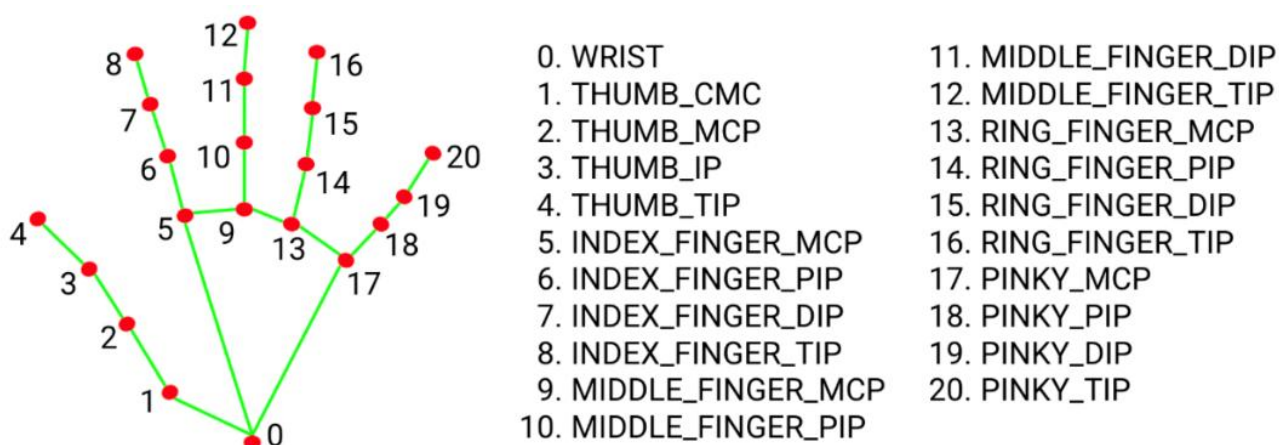 12
8
16
11
7
15
10
6
20
14
19
4
5
9
18
13
3
17
2
1
0
0. WRIST
1. THUMB_CMC
2. THUMB_MCP
3. THUMB_IP
4. THUMB_TIP
5. INDEX_FINGER_MCP
6. INDEX_FINGER_PIP
7. INDEX_FINGER_DIP
8. INDEX_FINGER_TIP
9. MIDDLE_FINGER_MCP
10. MIDDLE_FINGER_PIP
11. MIDDLE_FINGER_DIP
12. MIDDLE_FINGER_TIP
13. RING_FINGER_MCP
14. RING_FINGER_PIP
15. RING_FINGER_DIP
16. RING_FINGER_TIP
17. PINKY_MCP
18. PINKY_PIP
19. PINKY_DIP
20. PINKY_TIP